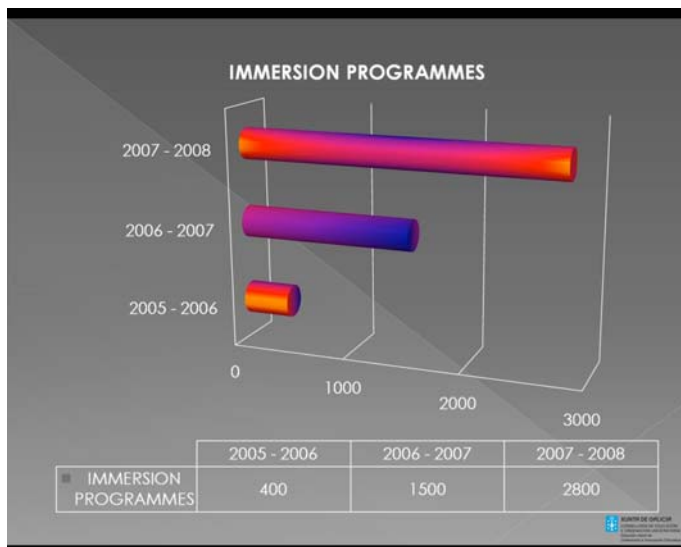 IMMERSION PROGRAMMES
2007 - 2008
2006 - 2007
2005 - 2006
0
1000
2000
3000
2005 - 2006
2006 - 2007
2007 - 2008
IMMERSION
PROGRAMMES
400
1500
2800
XUNTA DE GALICIA